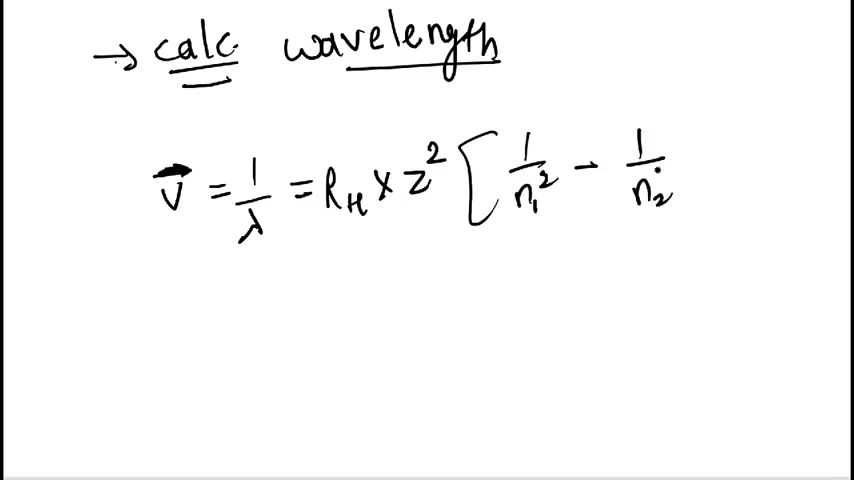 → calc wavelength
v̄ = 1/λ = R_H × Z² [ 1/n₁² - 1/n₂